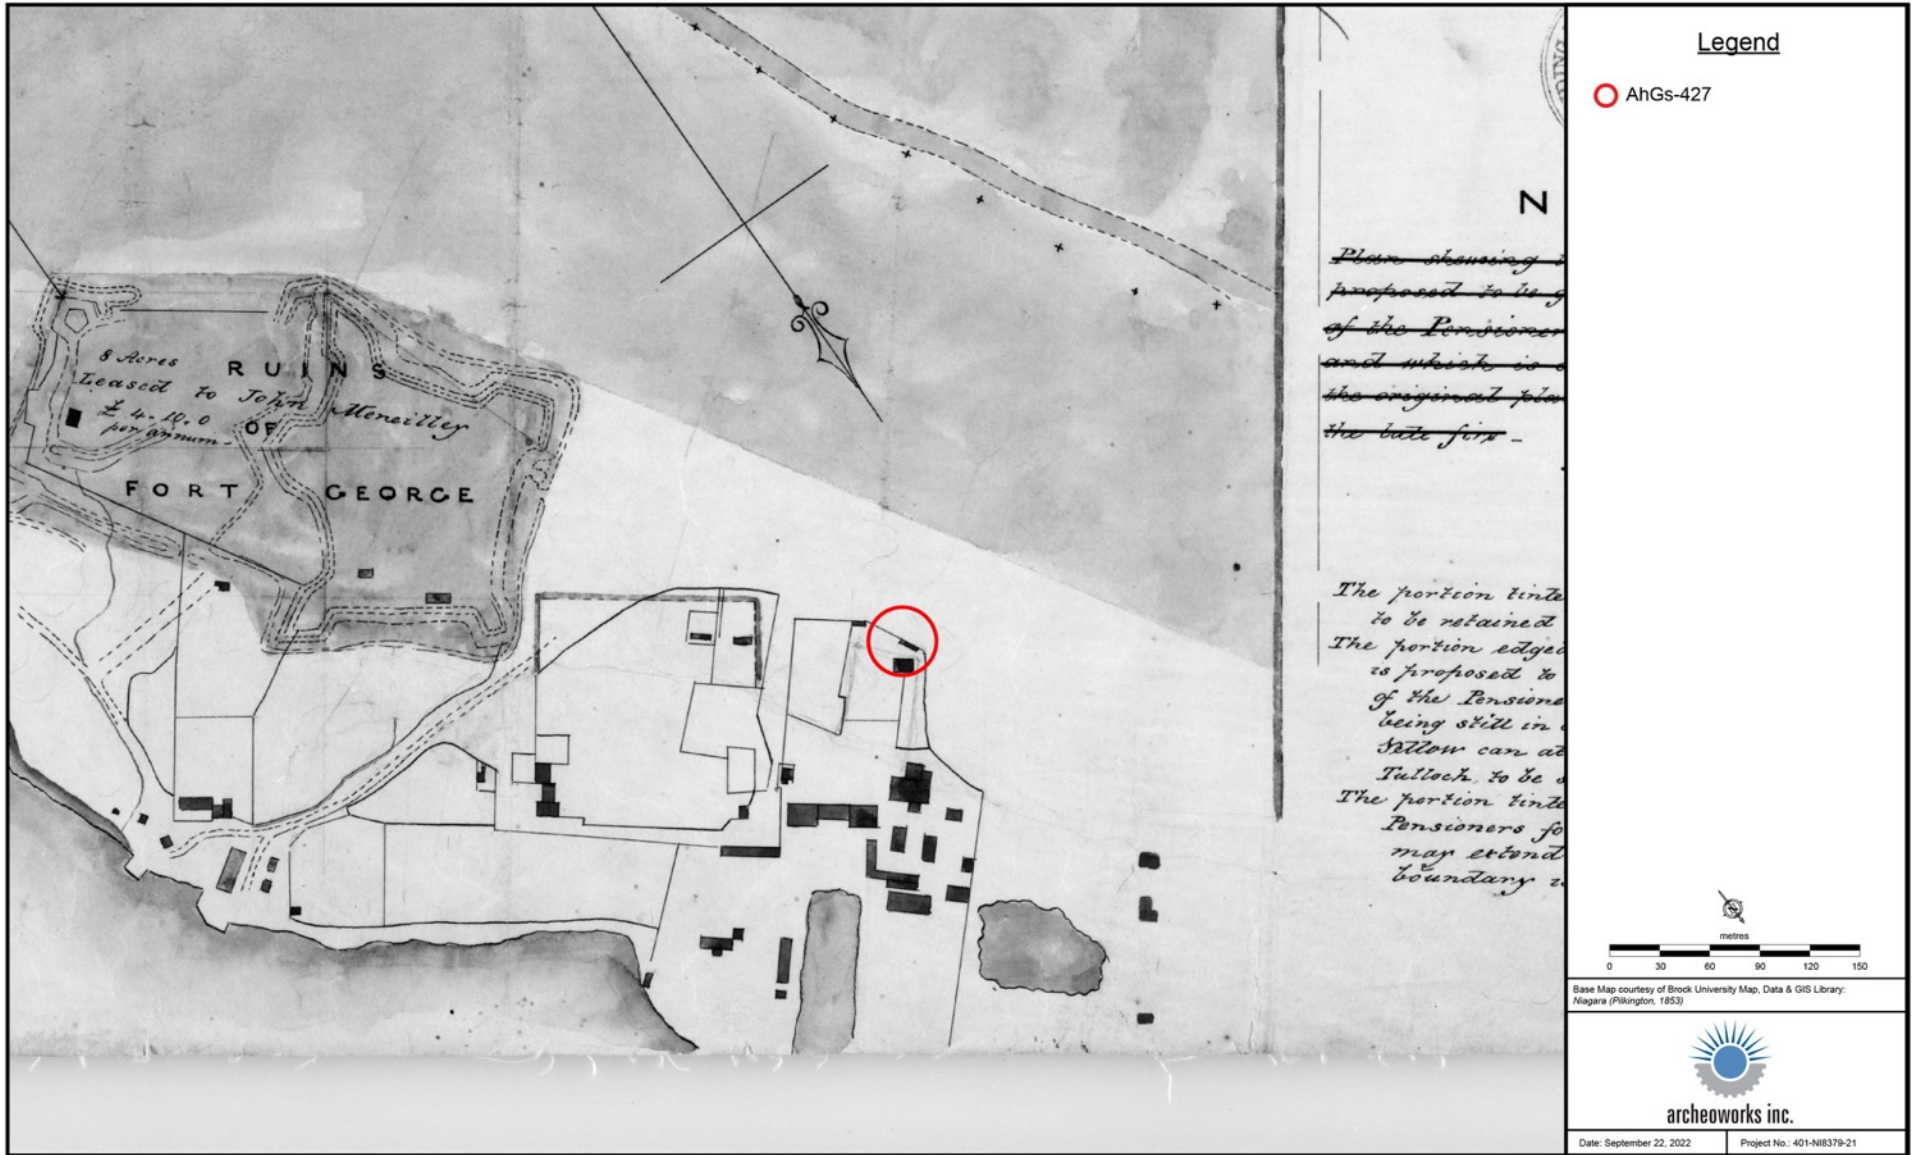 8 Acres
Leased to John Meneilley
£ 4. 10. 0
per annum -
RUINS
OF
FORT GEORGE
N
Plan shewing
proposed to be g
of the Pensioner
and which is
the original pla
the late fire -
The portion tinte
to be retained
The portion edged
is proposed to
of the Pensione
being still in
Tulloch, to be
The portion tinte
Pensioners fo
may extend
boundary
Legend
AhGs-427
N
metres
0 30 60 90 120 150
Base Map courtesy of Brock University Map, Data & GIS Library:
Niagara (Pilkington, 1853)
archeoworks inc.
Date: September 22, 2022
Project No.: 401-NI8379-21